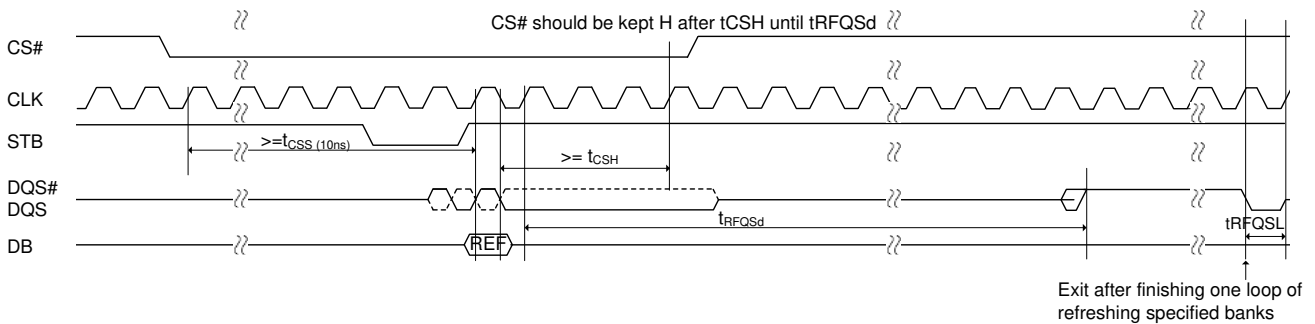 CS# should be kept H after tCSH until tRFQSd
CS#
CLK
STB
>=tCSS (10ns)
>= tCSH
DQS#
DQS
tRFQSd
tRFQSL
DB
REF
Exit after finishing one loop of
refreshing specified banks